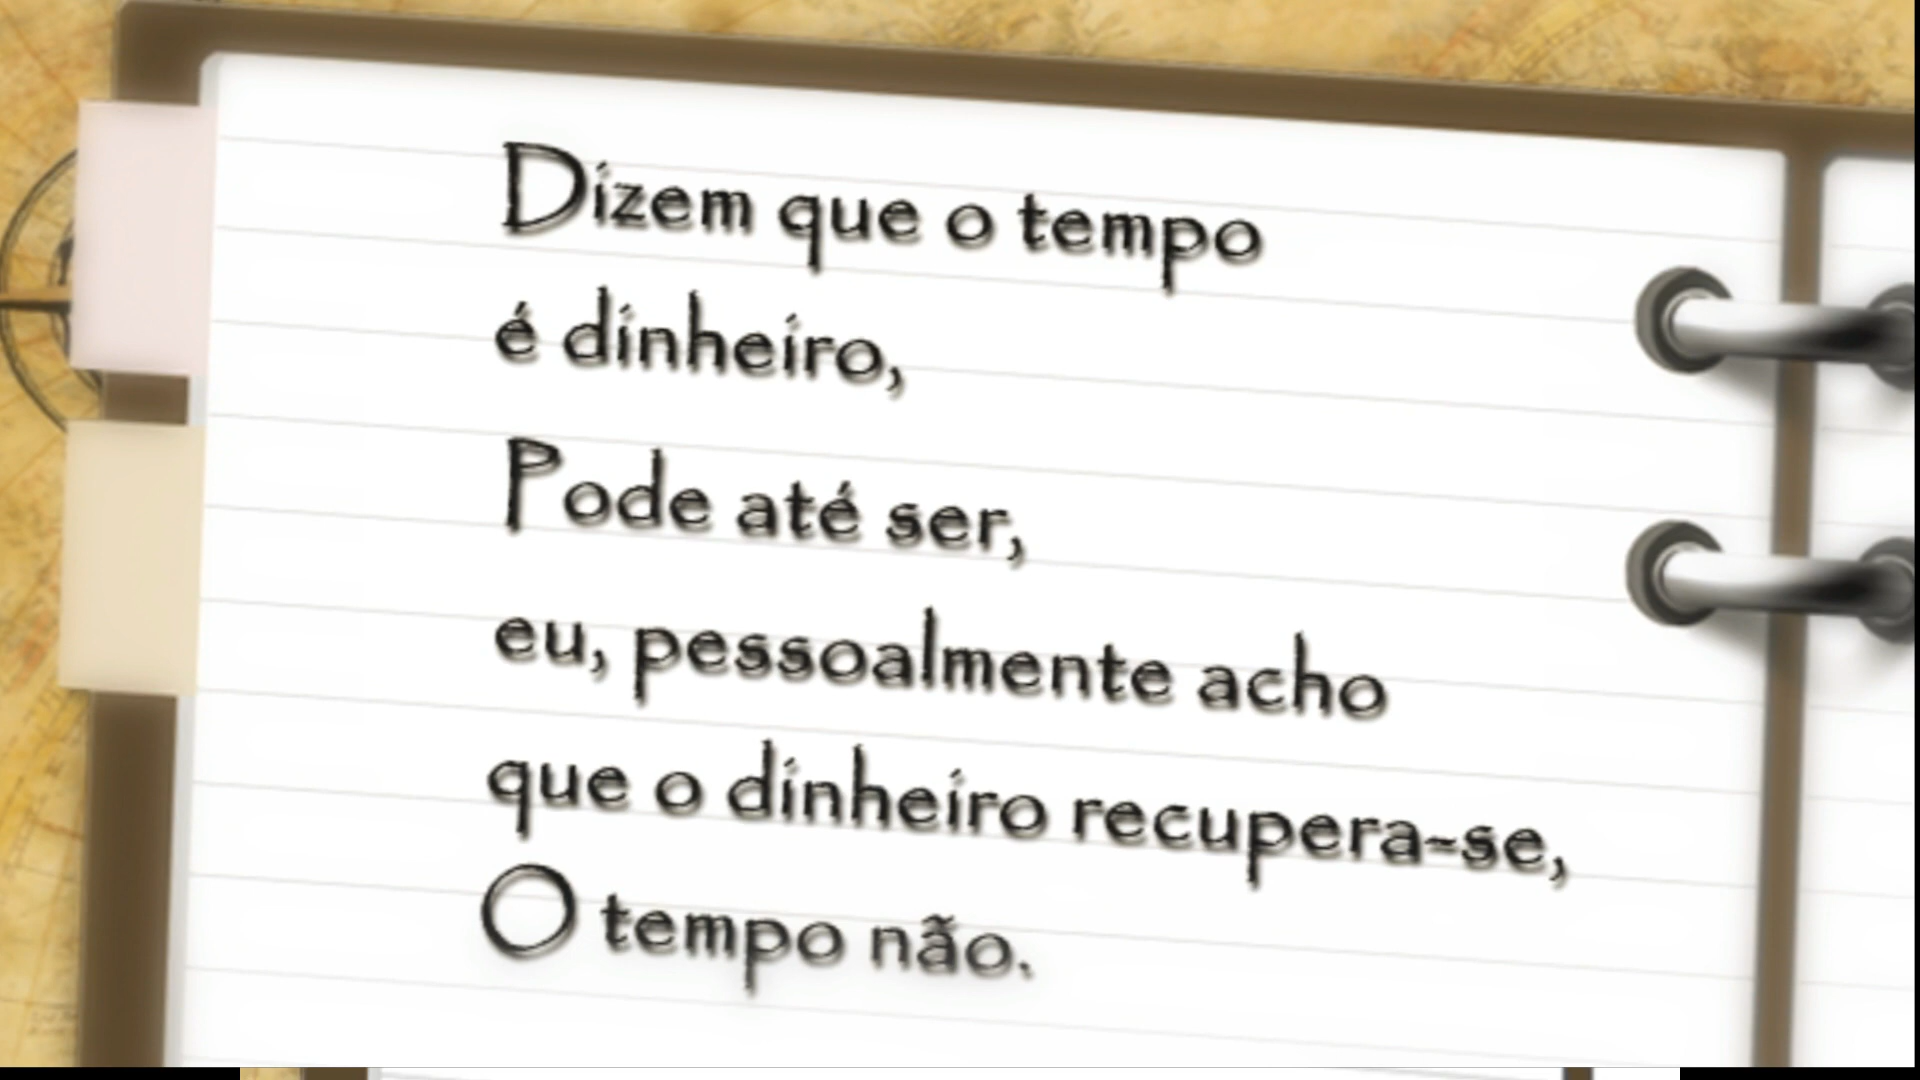 Dizem que o tempo
é dinheiro,
Pode até ser,
eu, pessoalmente acho
que o dinheiro recupera-se,
O tempo não.